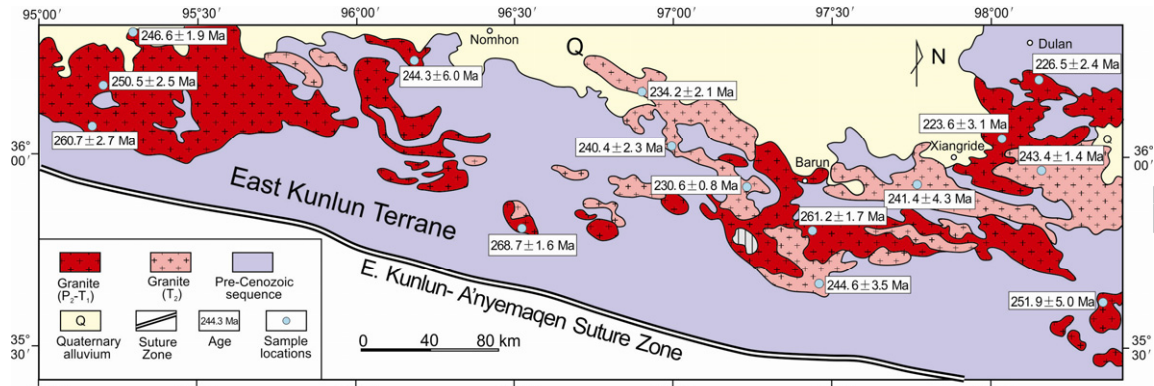 95°00′ 95°30′ 96°00′ 96°30′ 97°00′ 97°30′ 98°00′
246.6±1.9 Ma
Nomhon
Q
N
Dulan
244.3±6.0 Ma
226.5±2.4 Ma
250.5±2.5 Ma
234.2±2.1 Ma
223.6±3.1 Ma
260.7±2.7 Ma
240.4±2.3 Ma
36°
00′
Barun
Xiangride
243.4±1.4 Ma
36°
00′
East Kunlun Terrane
230.6±0.8 Ma
241.4±4.3 Ma
261.2±1.7 Ma
268.7±1.6 Ma
E. Kunlun- A'nyemaqen Suture Zone
244.6±3.5 Ma
251.9±5.0 Ma
Granite
(P₂-T₁)
Granite
(T₂)
Pre-Cenozoic
sequence
Q
244.3 Ma
Quaternary
alluvium
Suture
Zone
Age
Sample
locations
0 40 80 km
35°
30′
35°
30′